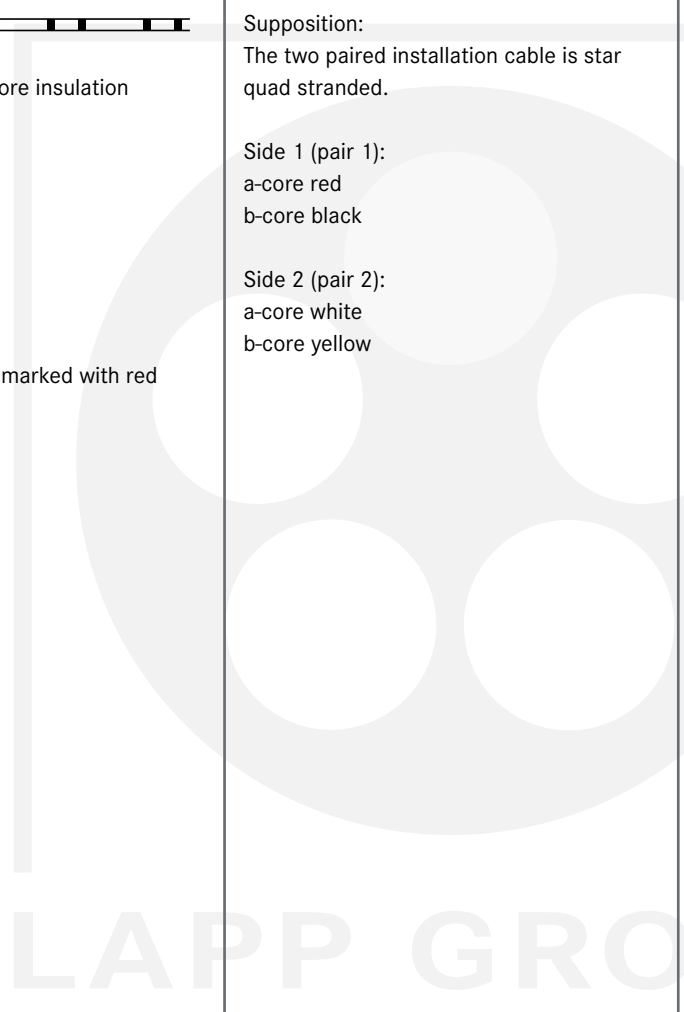 ore insulation
marked with red
Supposition:
The two paired installation cable is star
quad stranded.
Side 1 (pair 1):
a-core red
b-core black
Side 2 (pair 2):
a-core white
b-core yellow
LAPP GRO